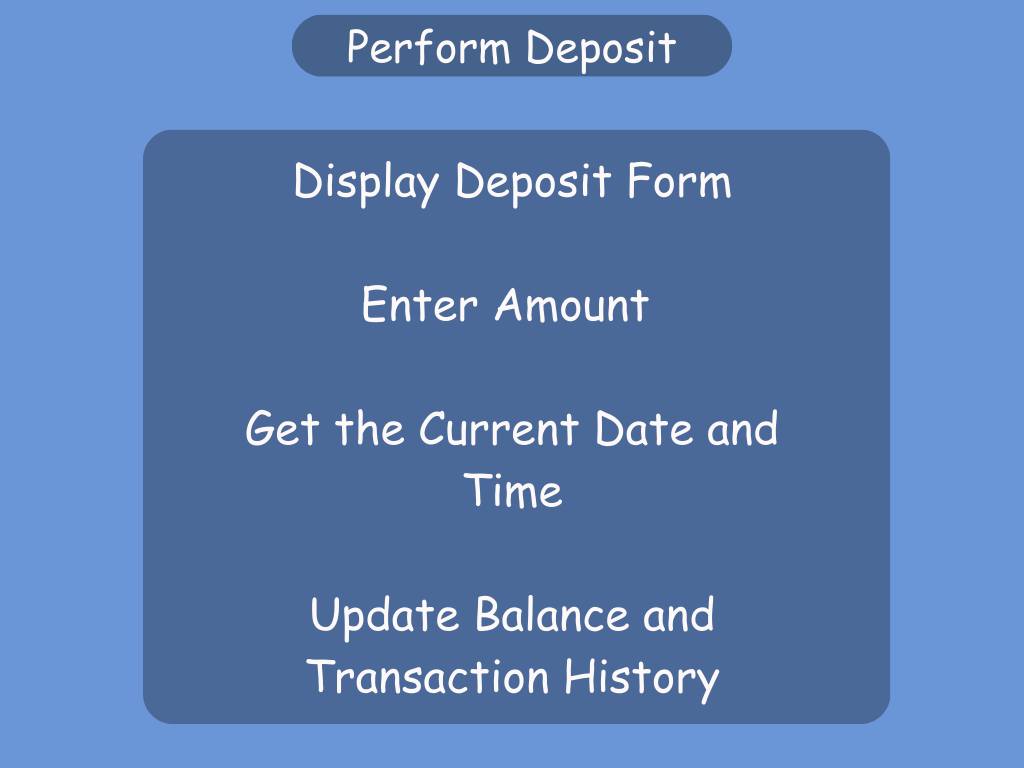 Perform Deposit
Display Deposit Form
Enter Amount
Get the Current Date and
Time
Update Balance and
Transaction History